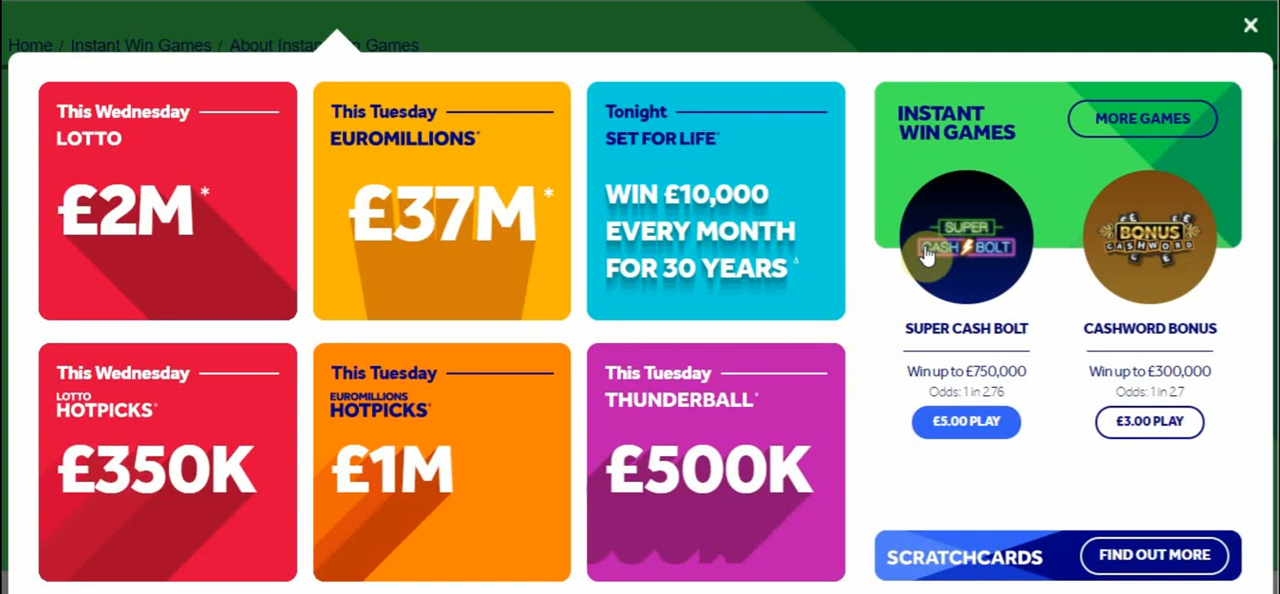 Home / Instant Win Games / About Instant Win Games
×
This Wednesday
LOTTO
£2M*
This Tuesday
EUROMILLIONS
£37M*
Tonight
SET FOR LIFE
WIN £10,000
EVERY MONTH
FOR 30 YEARS Δ
INSTANT
WIN GAMES
MORE GAMES
SUPER
CASH BOLT
BONUS
CASHWORD
SUPER CASH BOLT
Win up to £750,000
Odds: 1 in 2.76
£5.00 PLAY
CASHWORD BONUS
Win up to £300,000
Odds: 1 in 2.7
£3.00 PLAY
This Wednesday
LOTTO
HOTPICKS
£350K
This Tuesday
EUROMILLIONS
HOTPICKS
£1M
This Tuesday
THUNDERBALL
£500K
SCRATCHCARDS
FIND OUT MORE